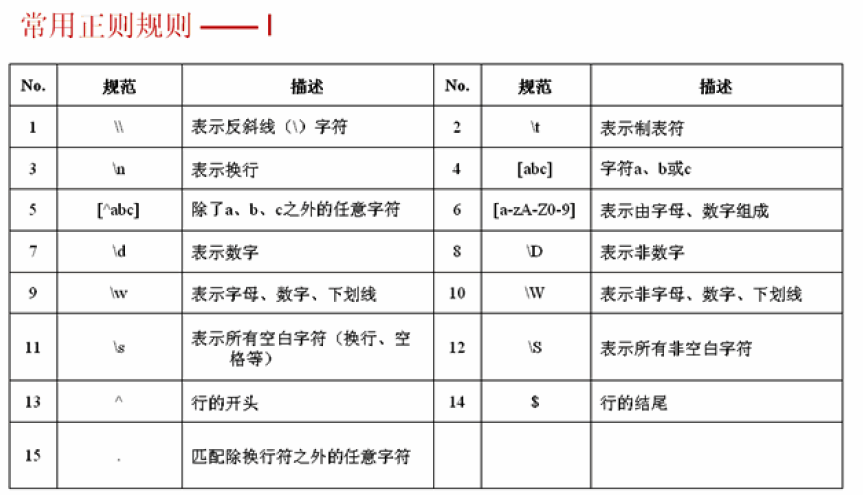 常用正则规则 —— I
No. 规范 描述 No. 规范 描述
1 \\ 表示反斜线（\）字符 2 \t 表示制表符
3 \n 表示换行 4 [abc] 字符a、b或c
5 [^abc] 除了a、b、c之外的任意字符 6 [a-zA-Z0-9] 表示由字母、数字组成
7 \d 表示数字 8 \D 表示非数字
9 \w 表示字母、数字、下划线 10 \W 表示非字母、数字、下划线
11 \s 表示所有空白字符（换行、空
格等） 12 \S 表示所有非空白字符
13 ^ 行的开头 14 $ 行的结尾
15 . 匹配除换行符之外的任意字符